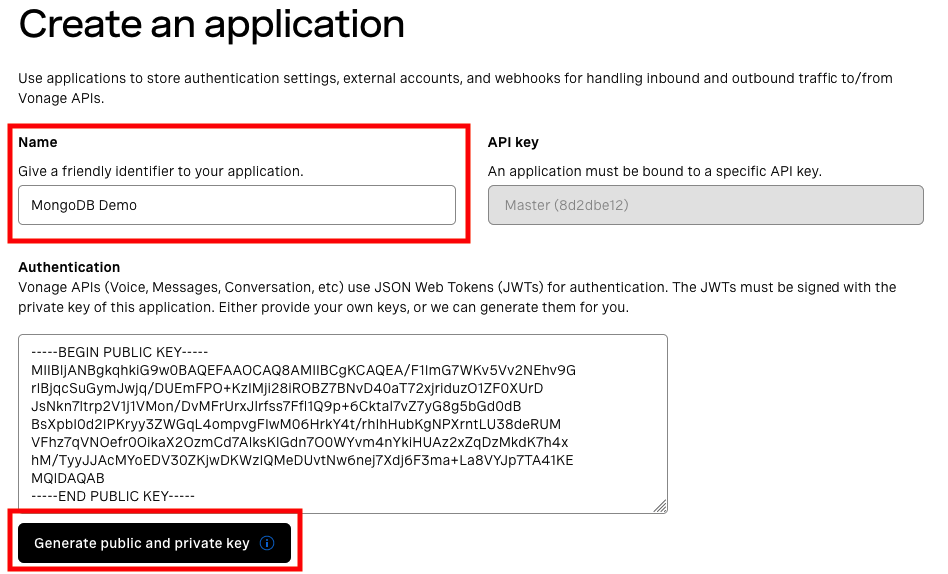 Create an application
Use applications to store authentication settings, external accounts, and webhooks for handling inbound and outbound traffic to/from
Vonage APIs.
Name
Give a friendly identifier to your application.
MongoDB Demo
API key
An application must be bound to a specific API key.
Master (8d2dbe12)
Authentication
Vonage APIs (Voice, Messages, Conversation, etc) use JSON Web Tokens (JWTs) for authentication. The JWTs must be signed with the
private key of this application. Either provide your own keys, or we can generate them for you.
-----BEGIN PUBLIC KEY-----
MIIBIjANBgkqhkiG9w0BAQEFAAOCAQ8AMIIBCgKCAQEA/F1lmG7WKv5Vv2NEhv9G
rlBjqcSuGymJwjq/DUEmFPO+KzIMji28iROBZ7BNvD40aT72xjriduzO1ZF0XUrD
JsNkn7ltrp2V1j1VMon/DvMFrUrxJlrfss7Ffl1Q9p+6Cktal7vZ7yG8g5bGd0dB
BsXpbI0d2lPKryy3ZWGqL4ompvgFIwM06HrkY4t/rhlhHubKgNPXrntLU38deRUM
VFhz7qVNOefr0OikaX2OzmCd7AlksKlGdn7O0WYvm4nYkiHUAz2xZqDzMkdK7h4x
hM/TyyJJAcMYoEDV30ZKjwDKWzlQMeDUvtNw6nej7Xdj6F3ma+La8VYJp7TA41KE
MQIDAQAB
-----END PUBLIC KEY-----
Generate public and private key